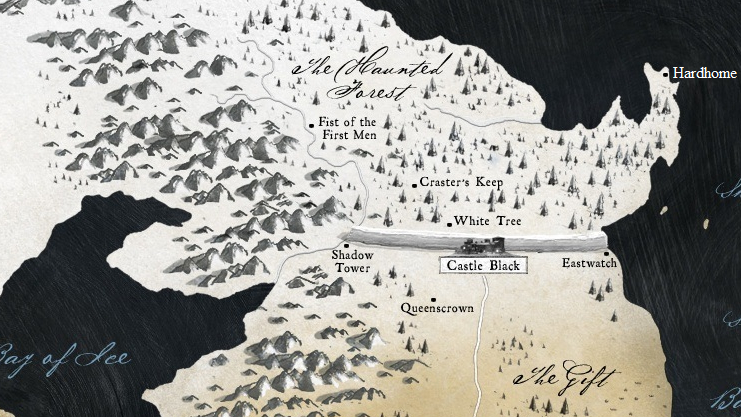 The Haunted
Forest
Hardhome
Fist of the
First Men
Craster's Keep
White Tree
Shadow
Tower
Castle Black
Eastwatch
Queenscrown
Bay of Ice
The Gift